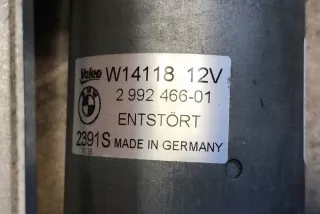 Valeo W14118 12V
2 992 466-01
ENTSTÖRT
2391S MADE IN GERMANY